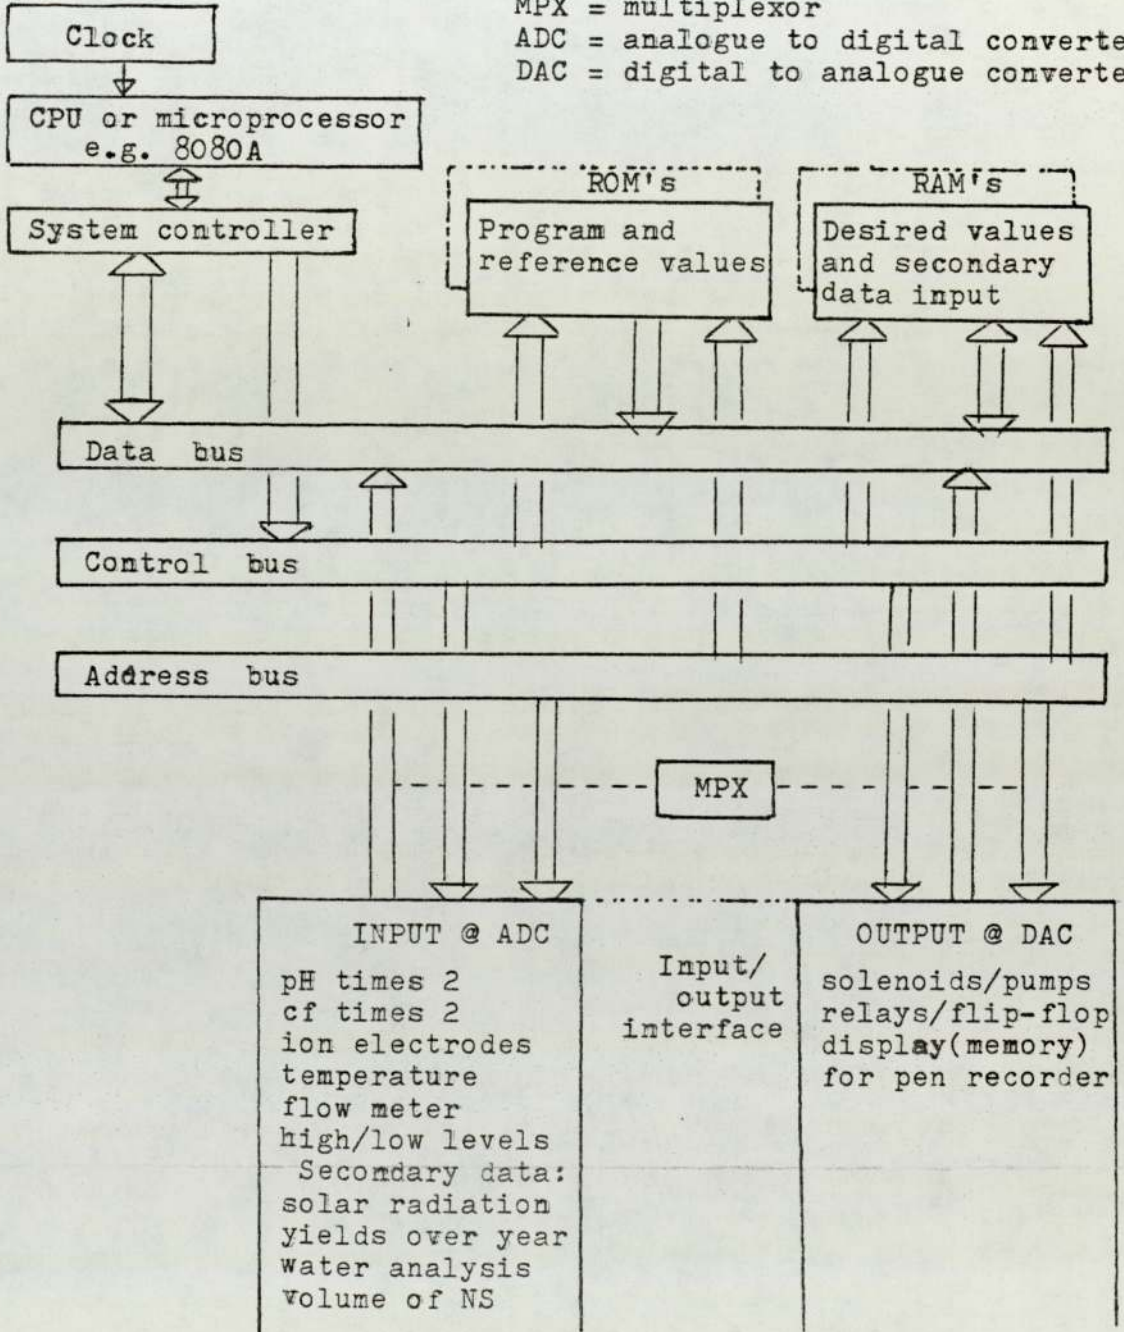 MPX = multiplexor
ADC = analogue to digital converte
DAC = digital to analogue converte
Clock
CPU or microprocessor
e.g. 8080A
System controller
ROM's
Program and
reference values
RAM's
Desired values
and secondary
data input
Data bus
Control bus
Address bus
MPX
INPUT @ ADC
pH times 2
cf times 2
ion electrodes
temperature
flow meter
high/low levels
Secondary data:
solar radiation
yields over year
water analysis
volume of NS
Input/
output
interface
OUTPUT @ DAC
solenoids/pumps
relays/flip-flop
display(memory)
for pen recorder